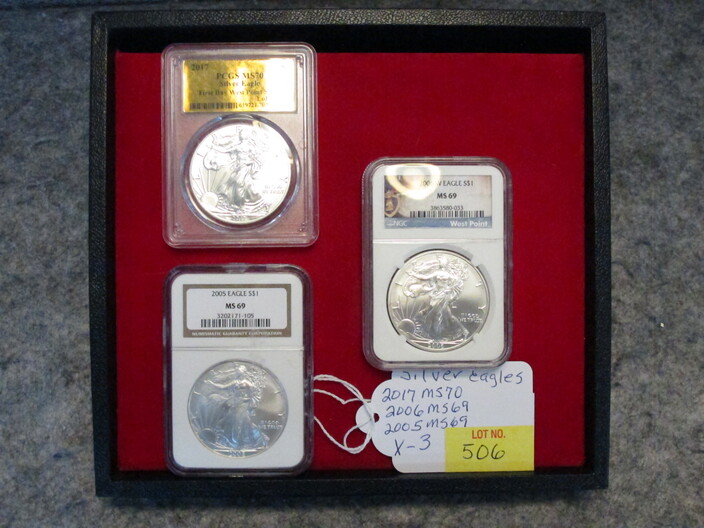 2017
PCGS MS70
Silver Eagle
First Day West Point
EAGLE S$1
MS 69
3863580-033
NGC West Point
2005 EAGLE S$1
MS 69
3202171-105
NUMISMATIC GUARANTY CORPORATION
Silver Eagles
2017 MS70
2006 MS69
2005 MS69
X-3
LOT NO.
506